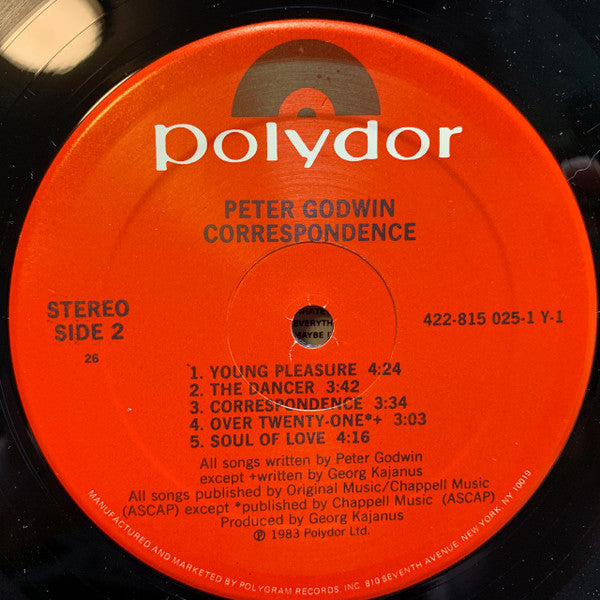 polydor
PETER GODWIN
CORRESPONDENCE
STEREO
SIDE 2
26
422-815 025-1 Y-1
EVERYTH
MAYBE I
1. YOUNG PLEASURE 4:24
2. THE DANCER 3:42
3. CORRESPONDENCE 3:34
4. OVER TWENTY-ONE*+ 3:03
5. SOUL OF LOVE 4:16
All songs written by Peter Godwin
except +written by Georg Kajanus
All songs published by Original Music/Chappell Music
(ASCAP) except *published by Chappell Music (ASCAP)
Produced by Georg Kajanus
℗ 1983 Polydor Ltd.
MANUFACTURED AND MARKETED BY POLYGRAM RECORDS, INC. 810 SEVENTH AVENUE, NEW YORK, NY 10019